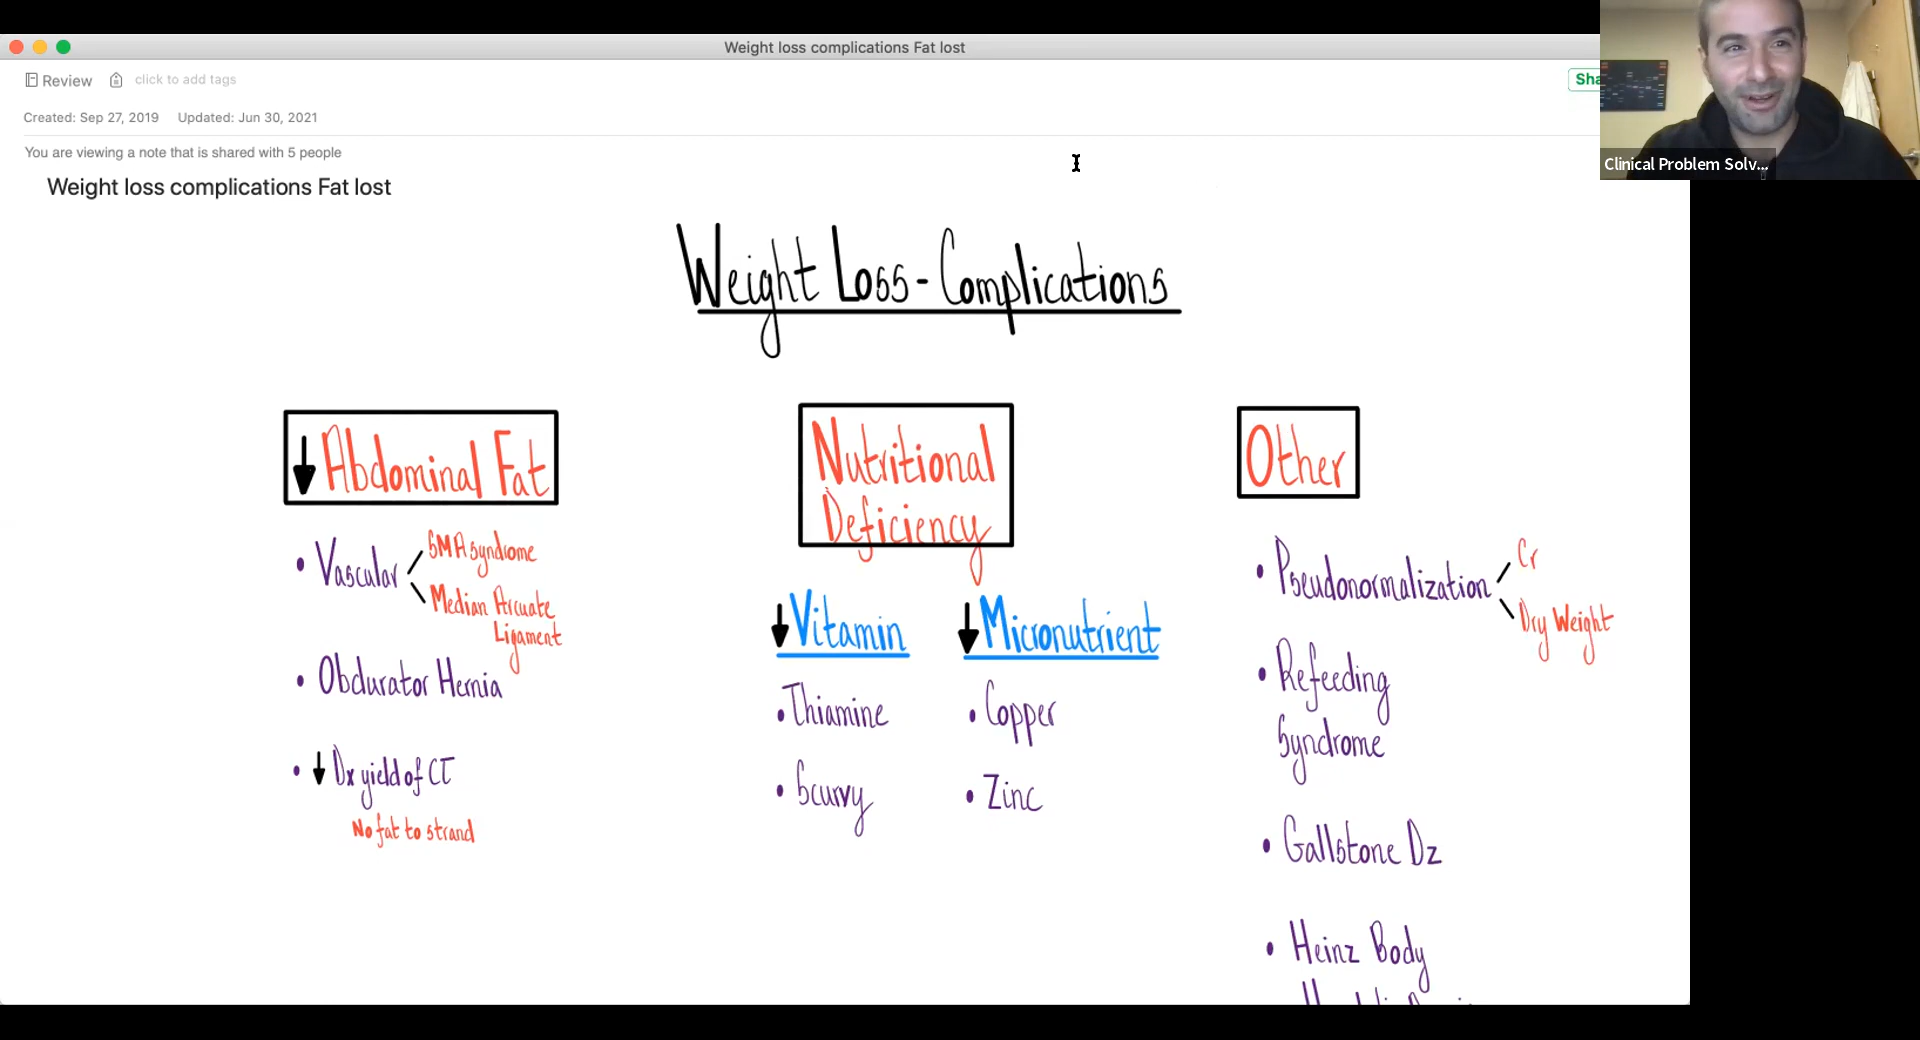 Weight loss complications Fat lost
Review click to add tags
Created: Sep 27, 2019 Updated: Jun 30, 2021
You are viewing a note that is shared with 5 people
Weight loss complications Fat lost
Clinical Problem Solv...
Weight Loss - Complications
↓ Abdominal Fat
• Vascular
SMA syndrome
Median Arcuate
Ligament
• Obdurator Hernia
• ↓ Dx yield of CT
No fat to strand
Nutritional
Deficiency
↓ Vitamin
• Thiamine
• Scurvy
↓ Micronutrient
• Copper
• Zinc
Other
• Pseudonormalization
Cr
Dry Weight
• Refeeding
Syndrome
• Gallstone Dz
• Heinz Body